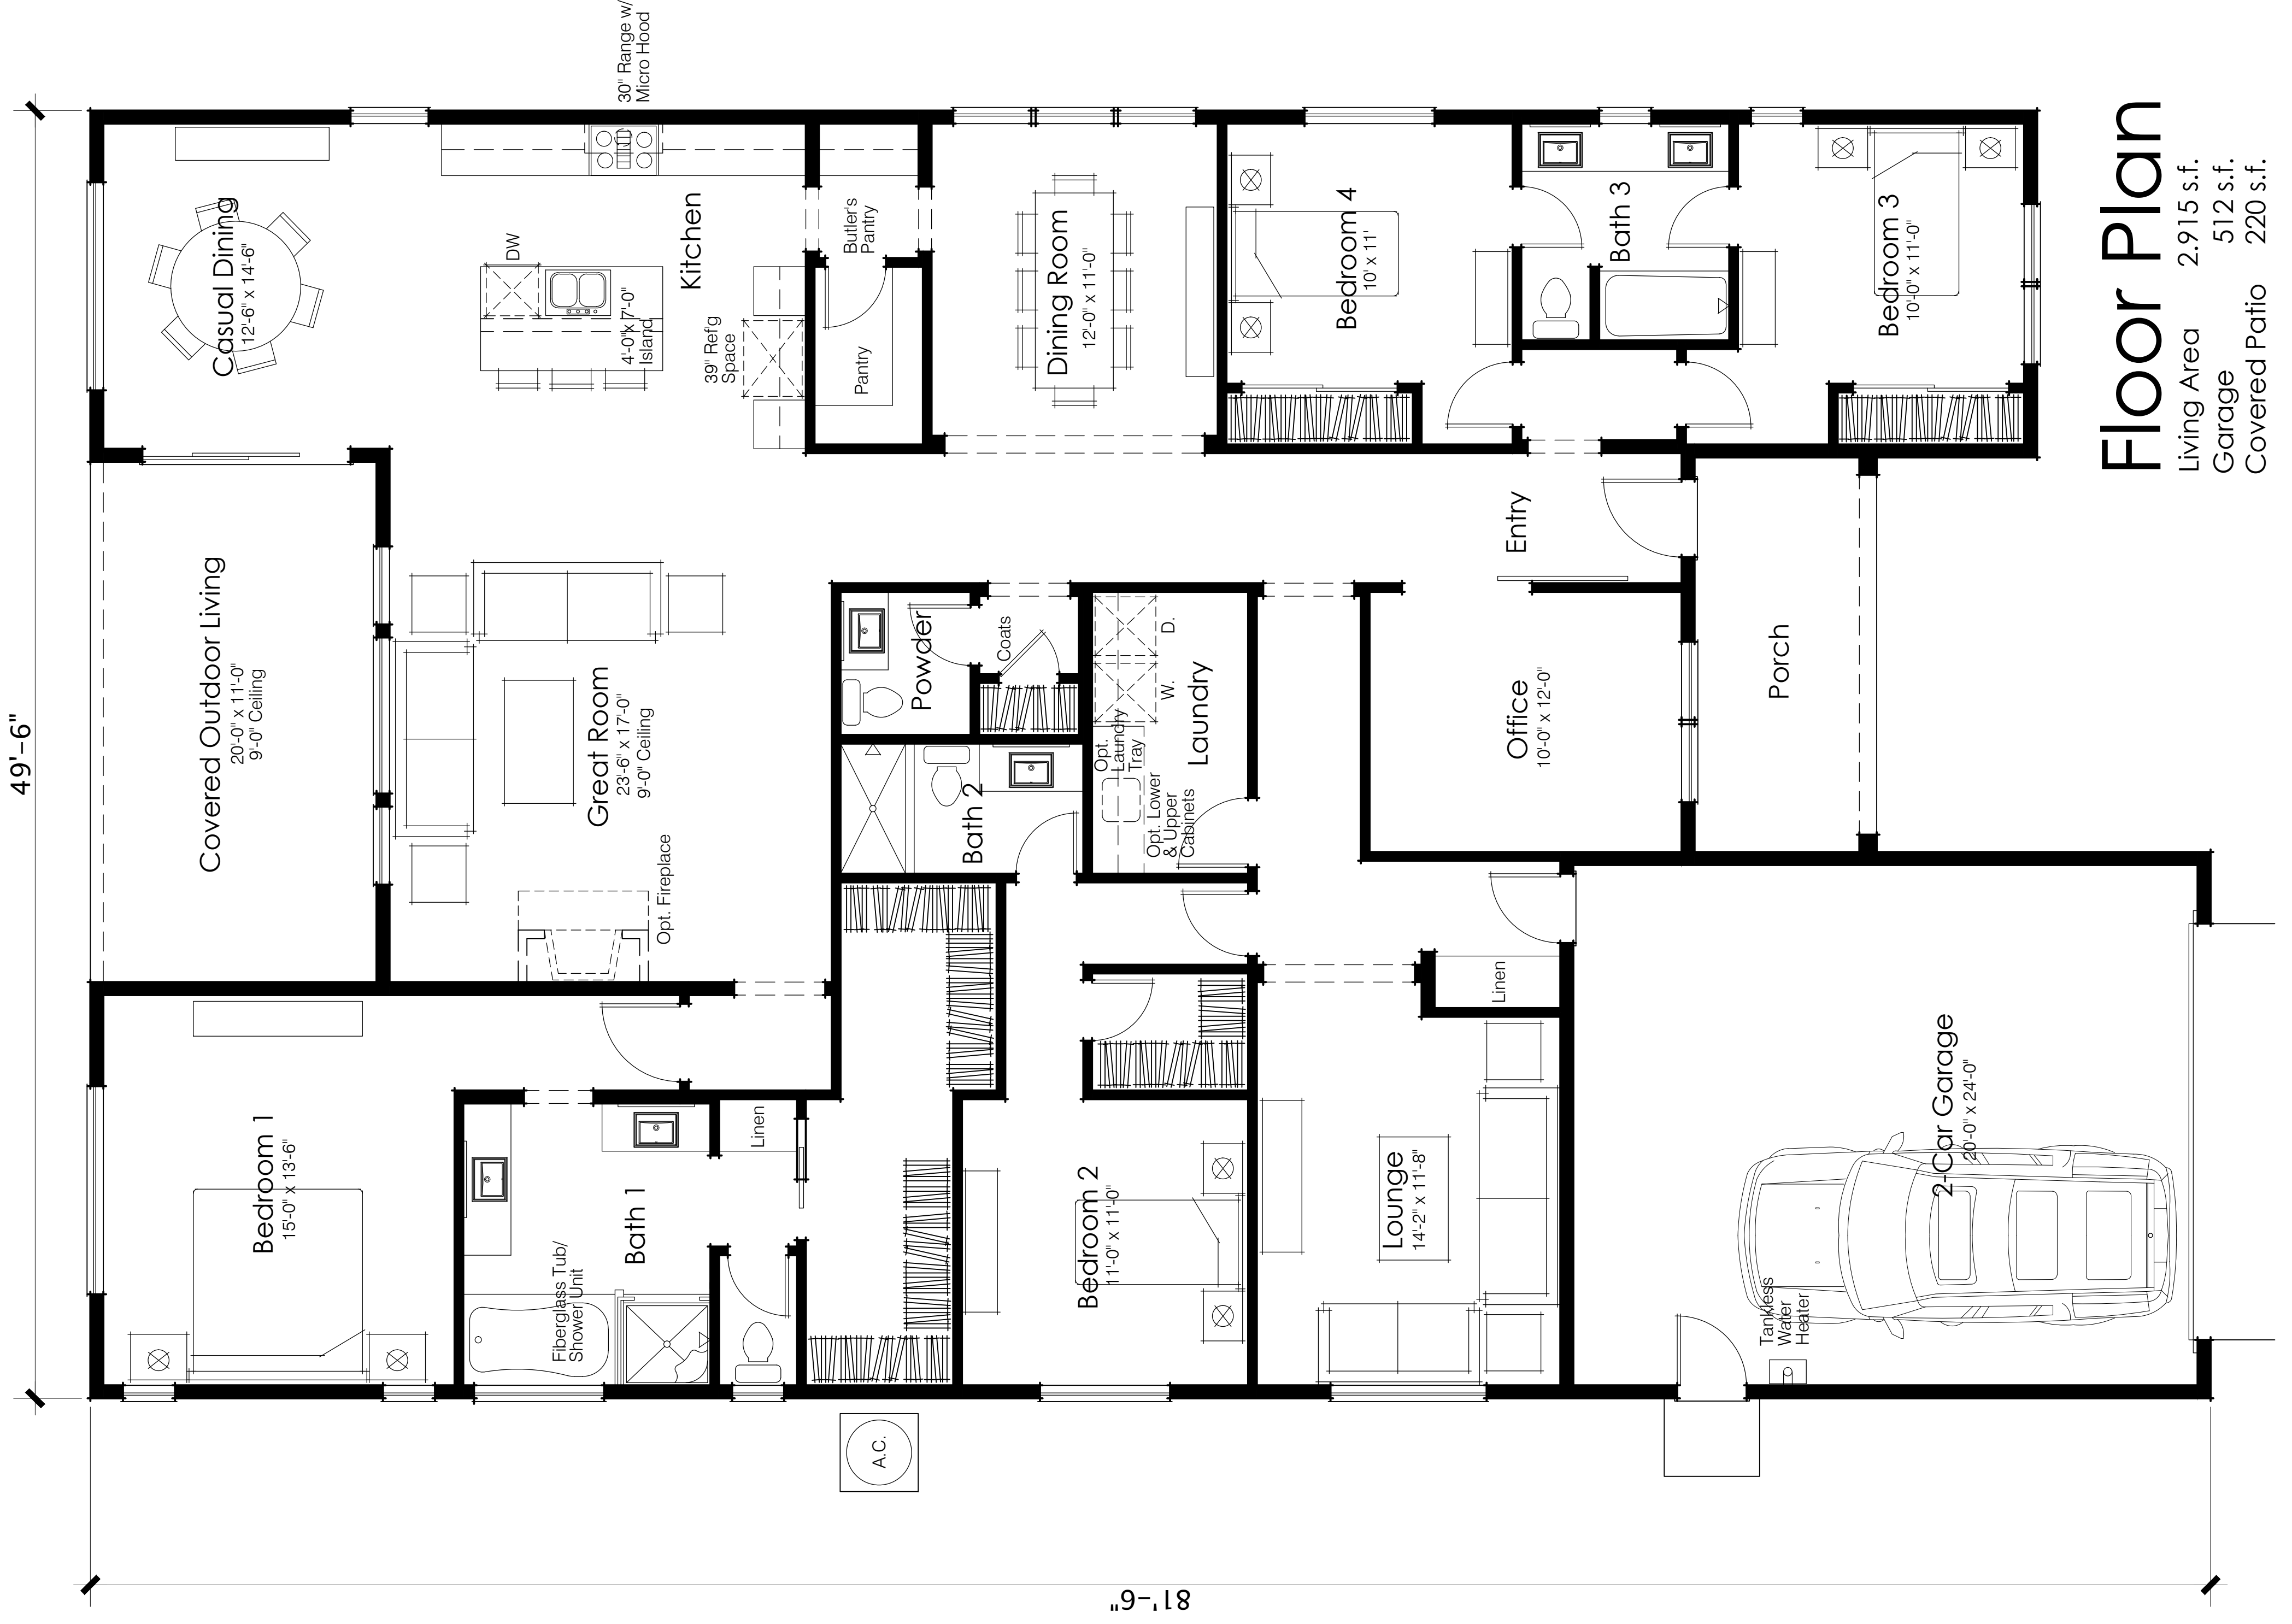 49'-6"
Covered Outdoor Living
20'-0" x 11'-0"
9'-0" Ceiling
Casual Dining
12'-6" x 14'-6"
30" Range w/
Micro Hood
DW
4'-0"x 7'-0"
Island
Kitchen
39" Ref'g
Space
Butler's
Pantry
Pantry
Great Room
23'-6" x 17'-0"
9'-0" Ceiling
Opt. Fireplace
Dining Room
12'-0" x 11'-0"
Bedroom 1
15'-0" x 13'-6"
Fiberglass Tub/
Shower Unit
Bath 1
Linen
Powder
Coats
Bath 2
Opt.
Laundry
Tray
W.
D.
Opt. Lower
& Upper
Cabinets
Laundry
Bedroom 4
10' x 11'
Bath 3
Bedroom 3
10'-0" x 11'-0"
Entry
Office
10'-0" x 12'-0"
Porch
Bedroom 2
11'-0" x 11'-0"
Lounge
14'-2" x 11'-8"
Linen
2-Car Garage
20'-0" x 24'-0"
Tankless
Water
Heater
A.C.
81'-6"
Floor Plan
Living Area 2.915 s.f.
Garage 512 s.f.
Covered Patio 220 s.f.